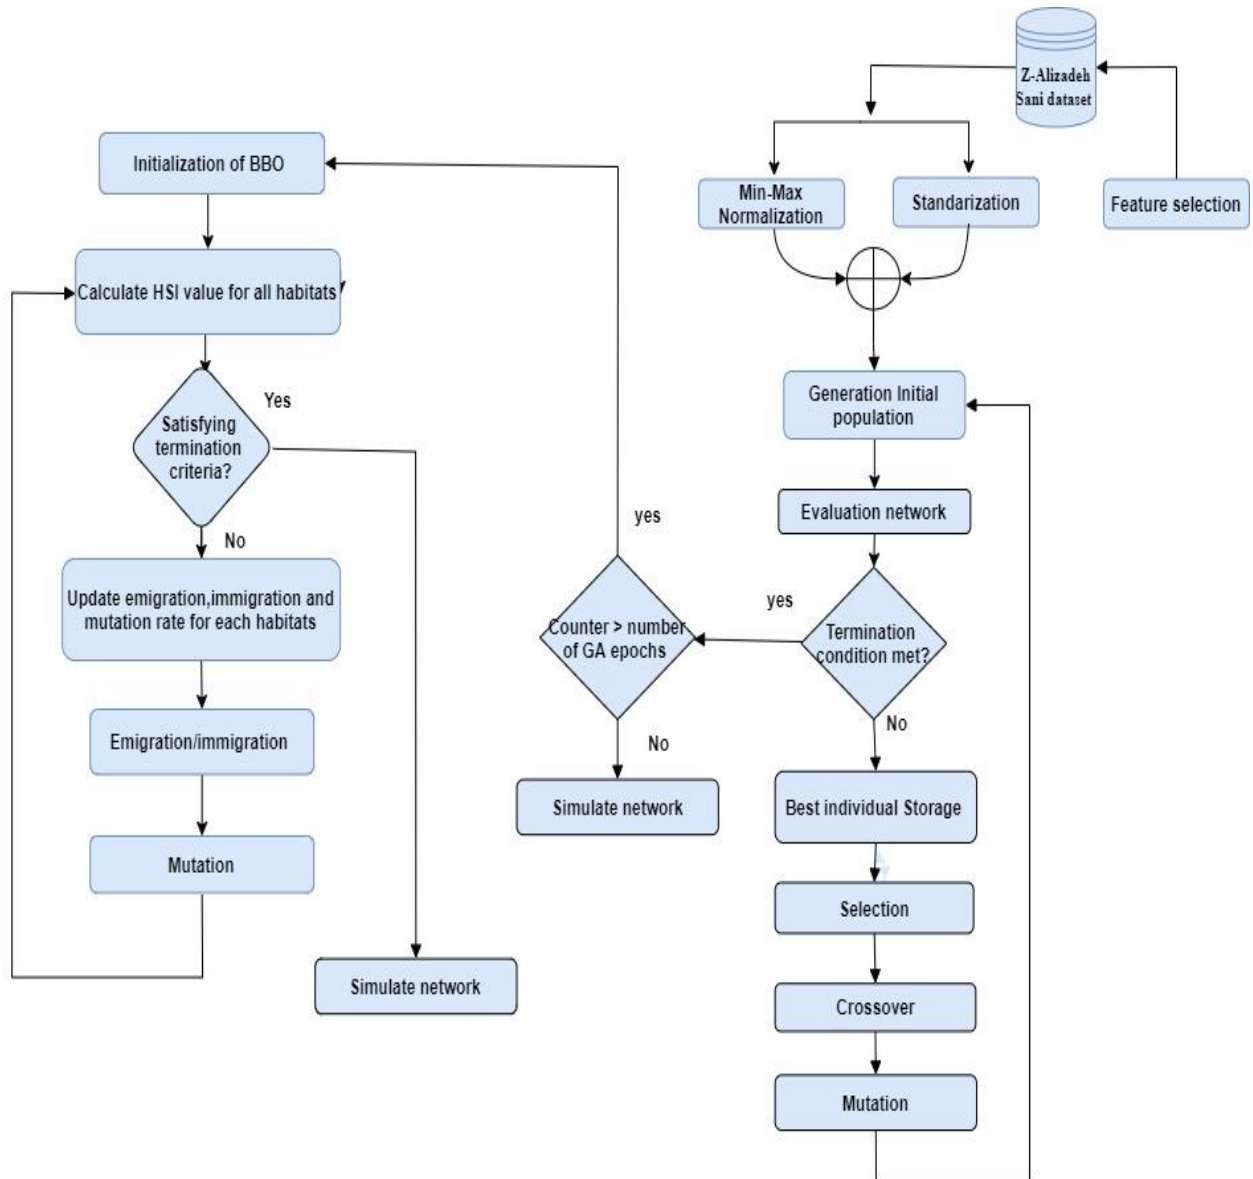 Z-Alizadeh
Sani dataset
Feature selection
Min-Max
Normalization
Standarization
Generation Initial
population
Evaluation network
Termination
condition met?
yes
No
Counter > number
of GA epochs
yes
No
Simulate network
Best individual Storage
Selection
Crossover
Mutation
Initialization of BBO
Calculate HSI value for all habitats
Satisfying
termination
criteria?
Yes
No
Update emigration,immigration and
mutation rate for each habitats
Emigration/immigration
Mutation
Simulate network